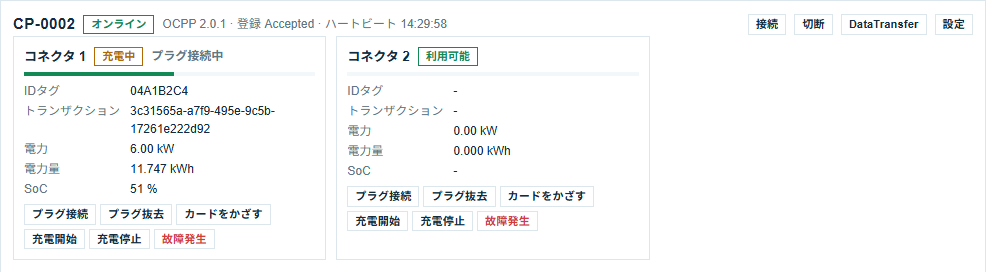 CP-0002 オンライン OCPP 2.0.1 · 登録 Accepted · ハートビート 14:29:58 接続 切断 DataTransfer 設定
コネクタ 1 充電中 プラグ接続中
IDタグ 04A1B2C4
トランザクション 3c31565a-a7f9-495e-9c5b-
17261e222d92
電力 6.00 kW
電力量 11.747 kWh
SoC 51 %
プラグ接続 プラグ抜去 カードをかざす
充電開始 充電停止 故障発生
コネクタ 2 利用可能
IDタグ -
トランザクション -
電力 0.00 kW
電力量 0.000 kWh
SoC -
プラグ接続 プラグ抜去 カードをかざす
充電開始 充電停止 故障発生